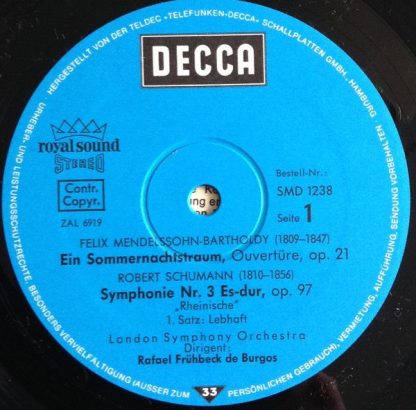 HERGESTELLT VON DER TELDEC »TELEFUNKEN-DECCA« SCHALLPLATTEN GMBH., HAMBURG
URHEBER- UND LEISTUNGSSCHUTZRECHTE, BESONDERS VERVIELFÄLTIGUNG (AUSSER ZUM PERSÖNLICHEN GEBRAUCH), VERMIETUNG, AUFFÜHRUNG, SENDUNG VORBEHALTEN
DECCA
royal sound
STEREO
Contr.
Copyr.
ZAL 6919
Bestell-Nr.:
SMD 1238
Seite 1
ung er
FELIX MENDELSSOHN-BARTHOLDY (1809–1847)
Ein Sommernachtstraum, Ouvertüre, op. 21
ROBERT SCHUMANN (1810–1856)
Symphonie Nr. 3 Es-dur, op. 97
„Rheinische"
1. Satz: Lebhaft
London Symphony Orchestra
Dirigent:
Rafael Frühbeck de Burgos
33